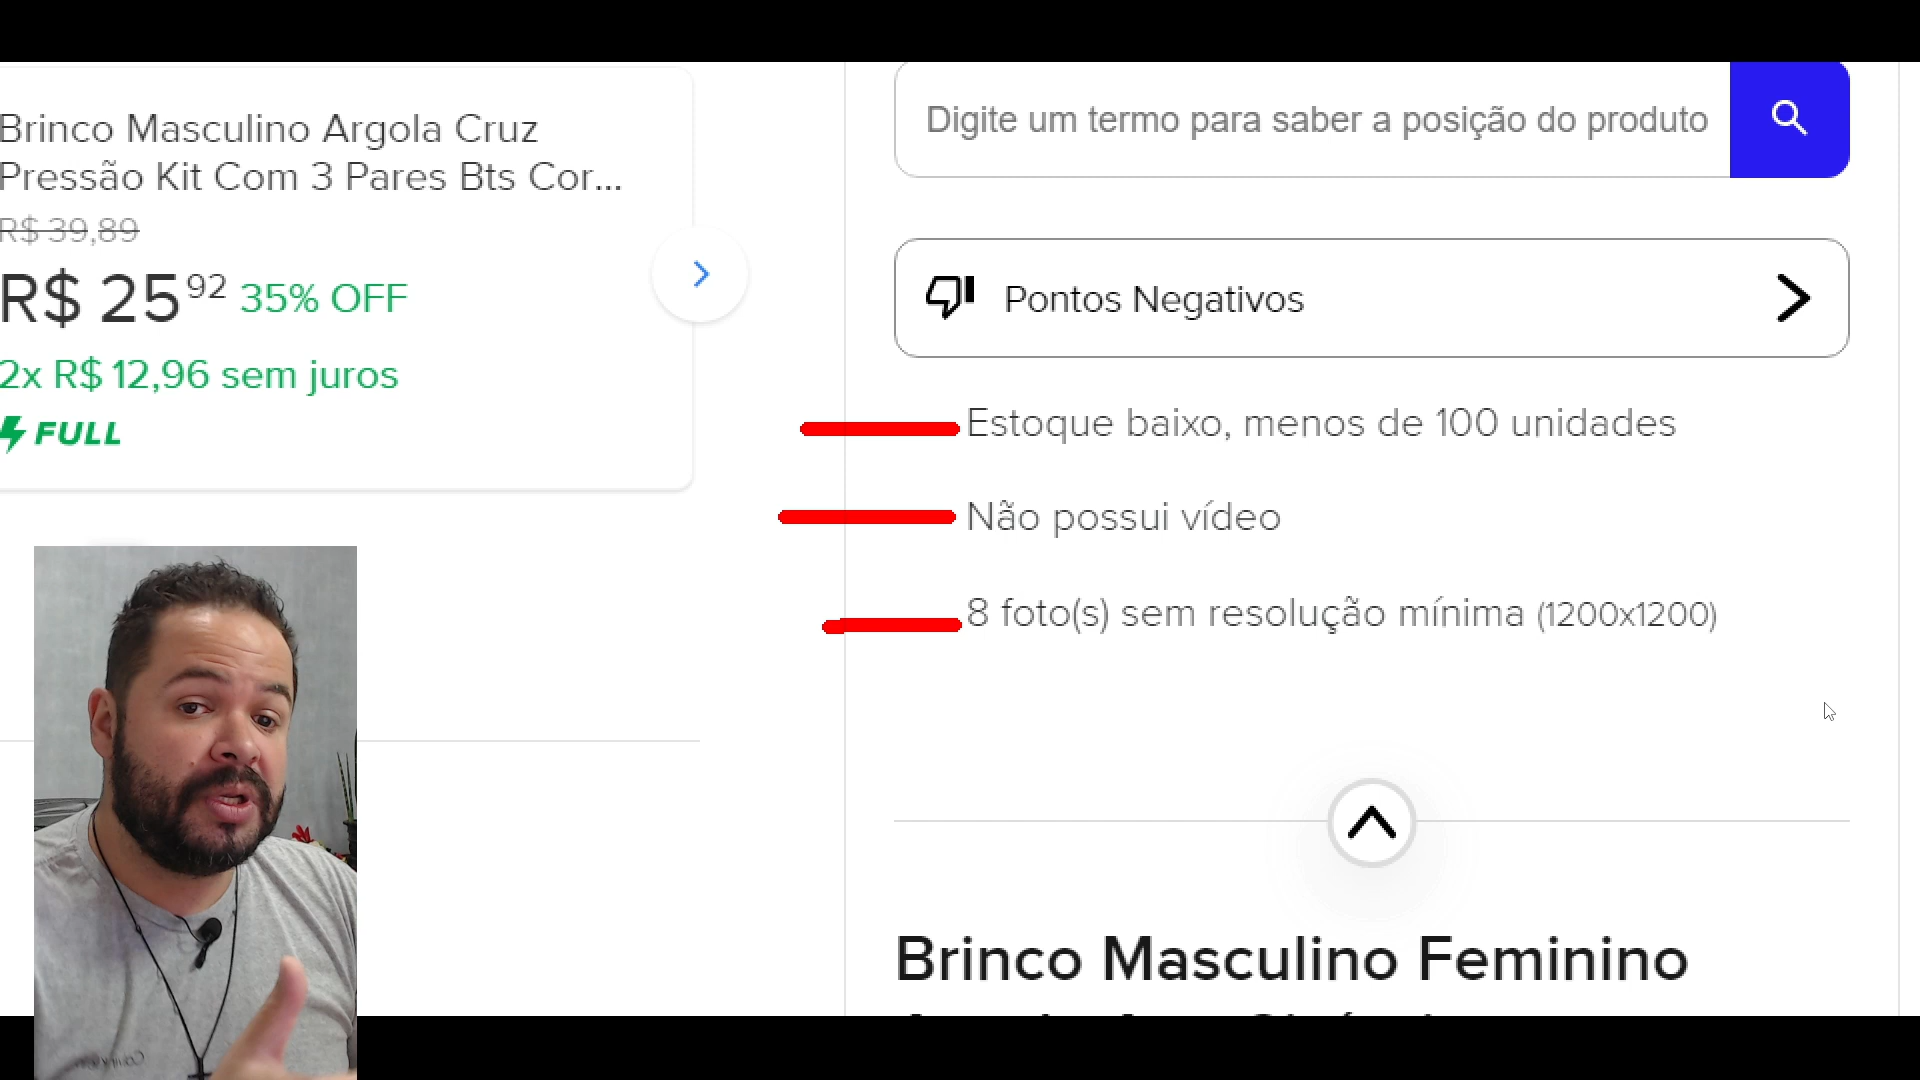 Brinco Masculino Argola Cruz
Pressão Kit Com 3 Pares Bts Cor...
R$ 39,89
R$ 25 92 35% OFF
2x R$ 12,96 sem juros
FULL
Digite um termo para saber a posição do produto
Pontos Negativos
Estoque baixo, menos de 100 unidades
Não possui vídeo
8 foto(s) sem resolução mínima (1200x1200)
Brinco Masculino Feminino